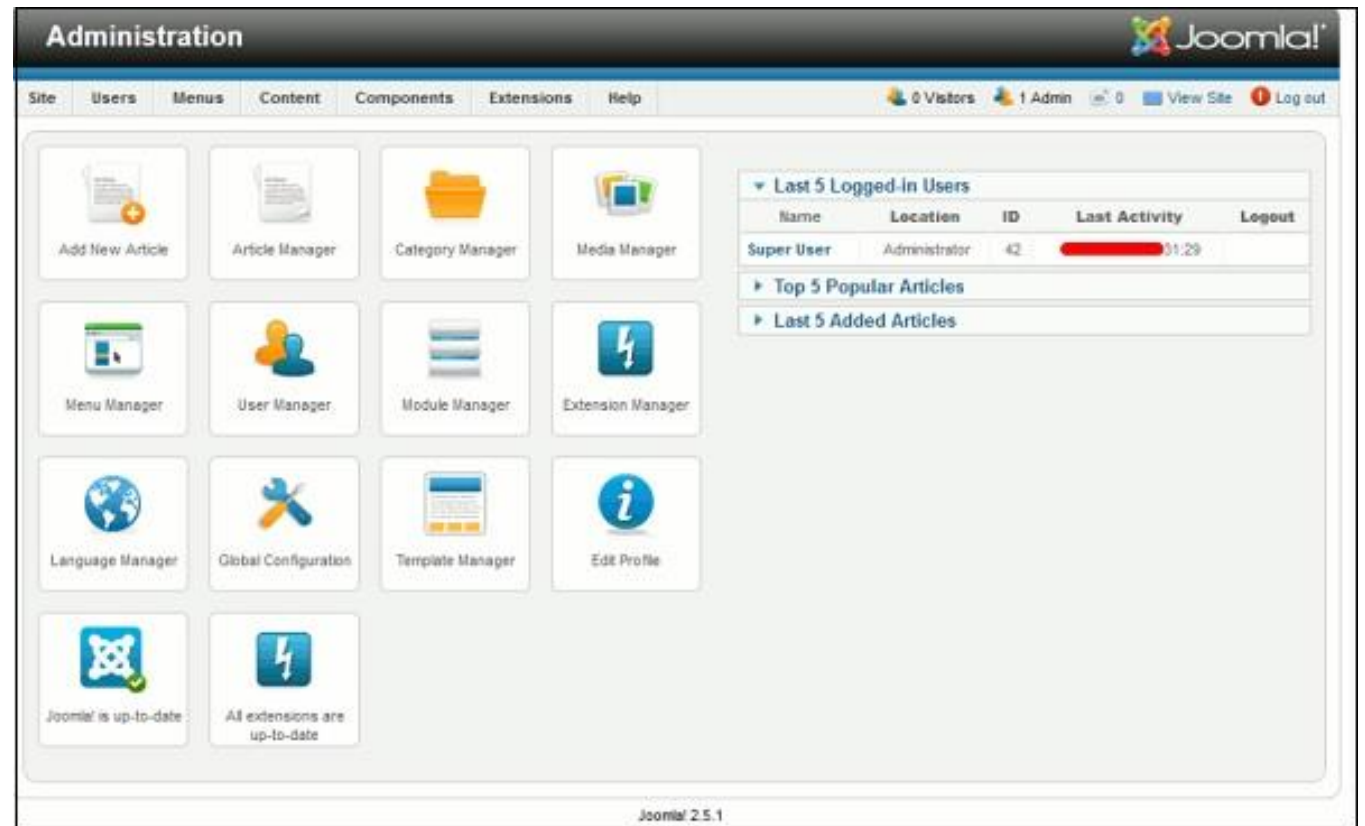 Administration
Joomla!
Site Users Menus Content Components Extensions Help 0 Visitors 1 Admin 0 View Site Log out
Add New Article Article Manager Category Manager Media Manager
Last 5 Logged-in Users
Name Location ID Last Activity Logout
Super User Administrator 42 01:29
Top 5 Popular Articles
Last 5 Added Articles
Menu Manager User Manager Module Manager Extension Manager
Language Manager Global Configuration Template Manager Edit Profile
Joomla! is up-to-date All extensions are
up-to-date
Joomla! 2.5.1